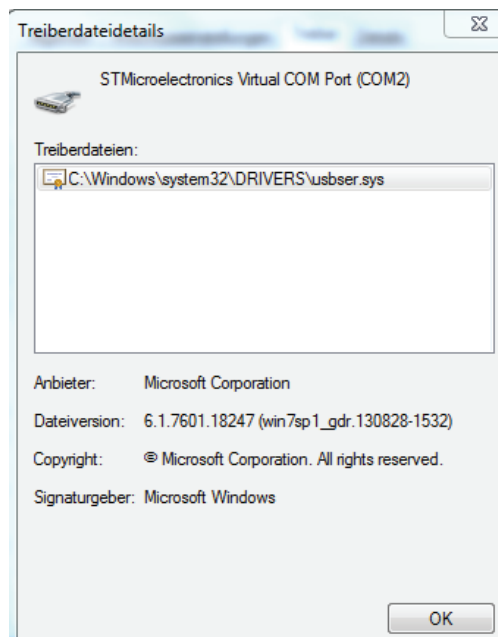 Treiberdateidetails
STMicroelectronics Virtual COM Port (COM2)
Treiberdateien:
C:\Windows\system32\DRIVERS\usbser.sys
Anbieter: Microsoft Corporation
Dateiversion: 6.1.7601.18247 (win7sp1_gdr.130828-1532)
Copyright: © Microsoft Corporation. All rights reserved.
Signaturgeber: Microsoft Windows
OK